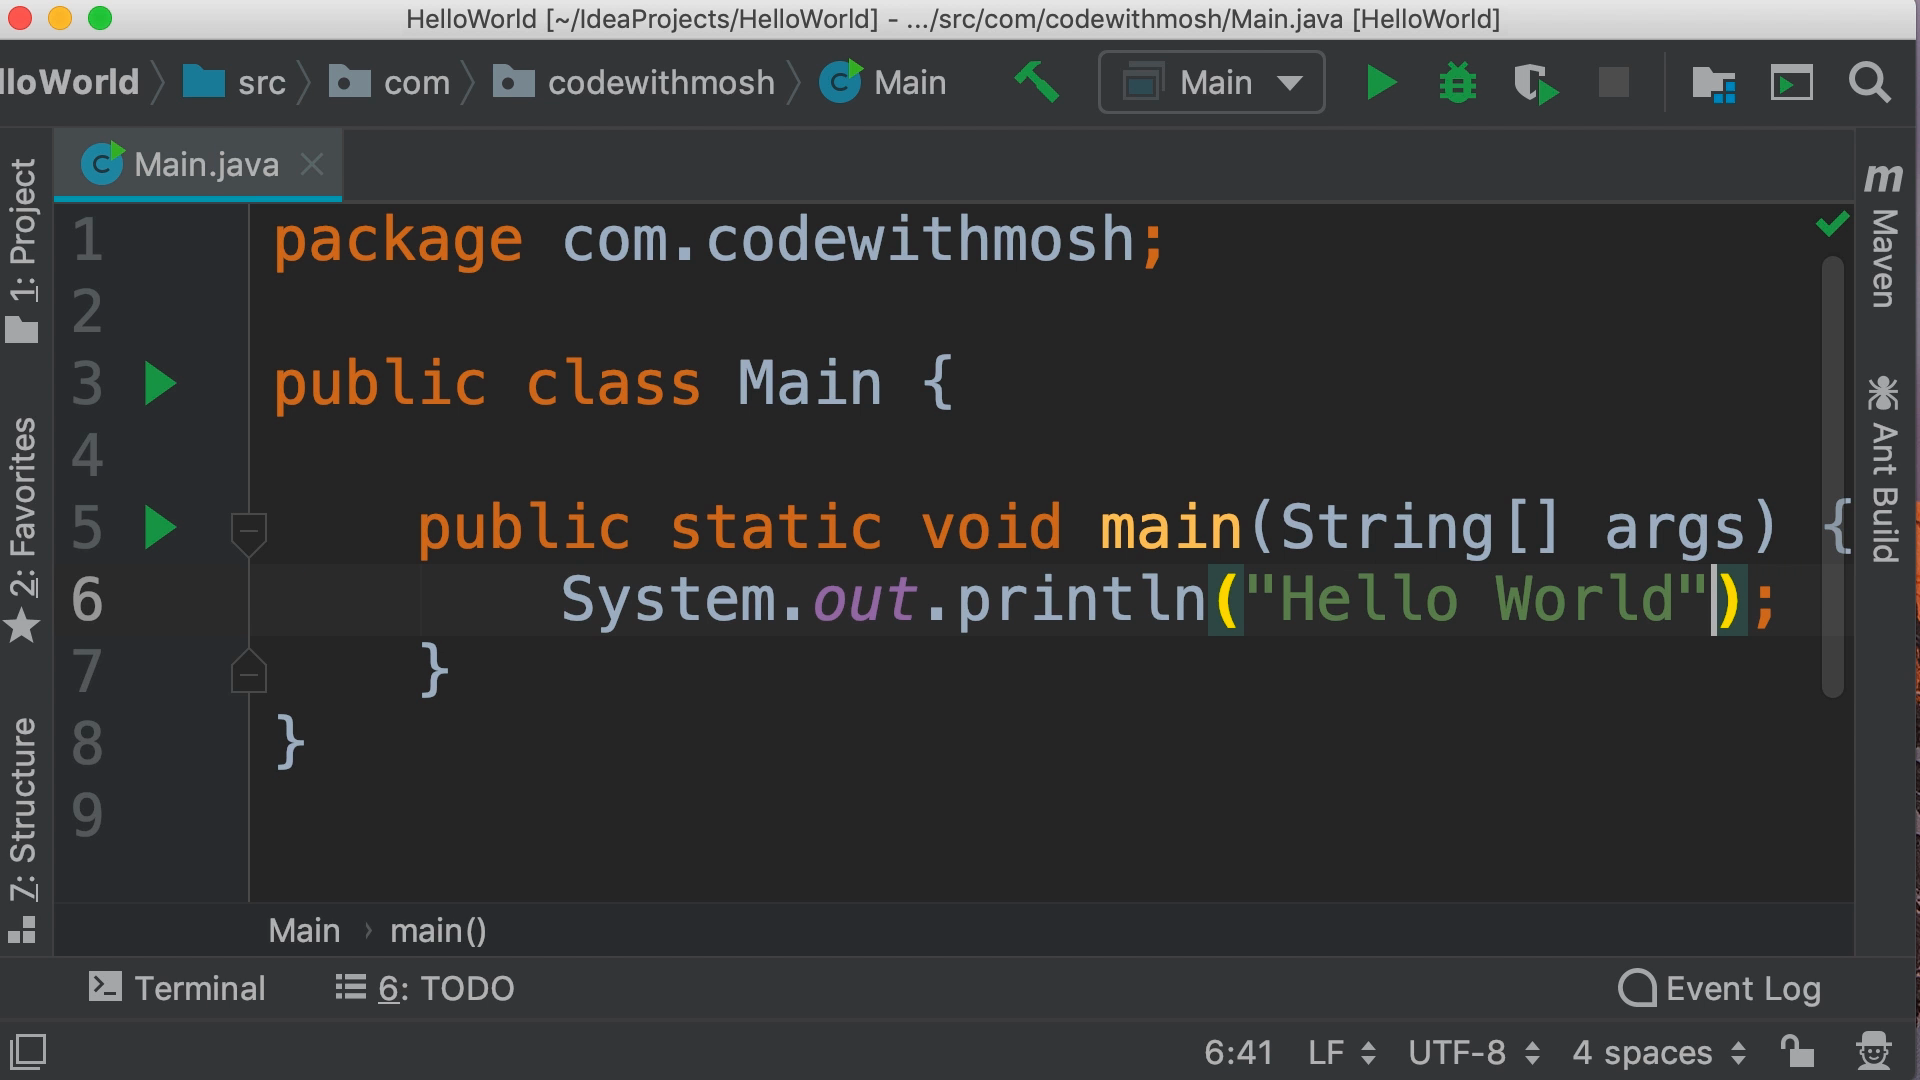 HelloWorld [~/IdeaProjects/HelloWorld] - .../src/com/codewithmosh/Main.java [HelloWorld]
lloWorld src com codewithmosh Main Main
Main.java
1 package com.codewithmosh;
2
3 public class Main {
4
5 public static void main(String[] args) {
6 System.out.println("Hello World");
7 }
8 }
9
1: Project
2: Favorites
7: Structure
m Maven
Ant Build
Main › main()
Terminal 6: TODO Event Log
6:41 LF UTF-8 4 spaces